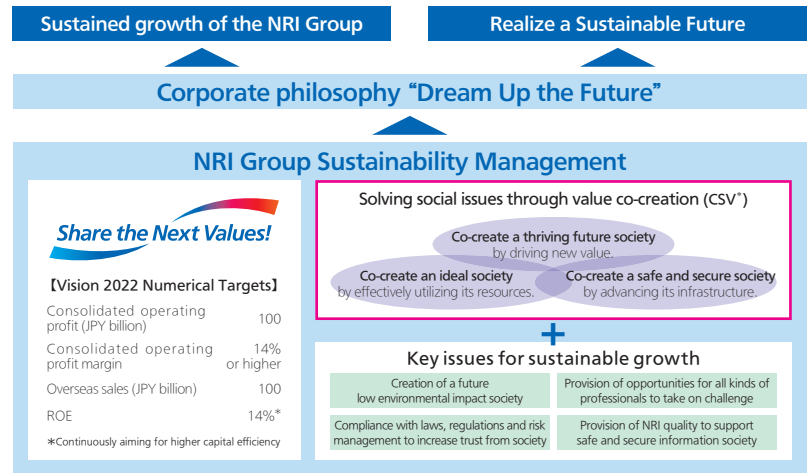 Sustained growth of the NRI Group
Realize a Sustainable Future
Corporate philosophy “Dream Up the Future”
NRI Group Sustainability Management
Share the Next Values!
【Vision 2022 Numerical Targets】
Consolidated operating
profit (JPY billion) 100
Consolidated operating 14%
profit margin or higher
Overseas sales (JPY billion) 100
ROE 14%*
*Continuously aiming for higher capital efficiency
Solving social issues through value co-creation (CSV*)
Co-create a thriving future society
by driving new value.
Co-create an ideal society
by effectively utilizing its resources.
Co-create a safe and secure society
by advancing its infrastructure.
+
Key issues for sustainable growth
Creation of a future
low environmental impact society
Provision of opportunities for all kinds of
professionals to take on challenge
Compliance with laws, regulations and risk
management to increase trust from society
Provision of NRI quality to support
safe and secure information society